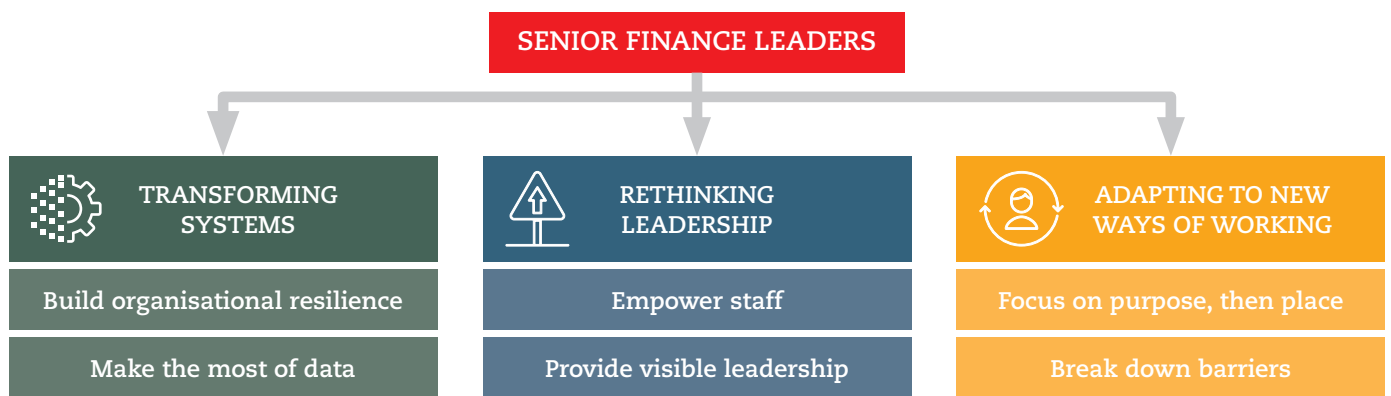 SENIOR FINANCE LEADERS
TRANSFORMING
SYSTEMS
Build organisational resilience
Make the most of data
RETHINKING
LEADERSHIP
Empower staff
Provide visible leadership
ADAPTING TO NEW
WAYS OF WORKING
Focus on purpose, then place
Break down barriers